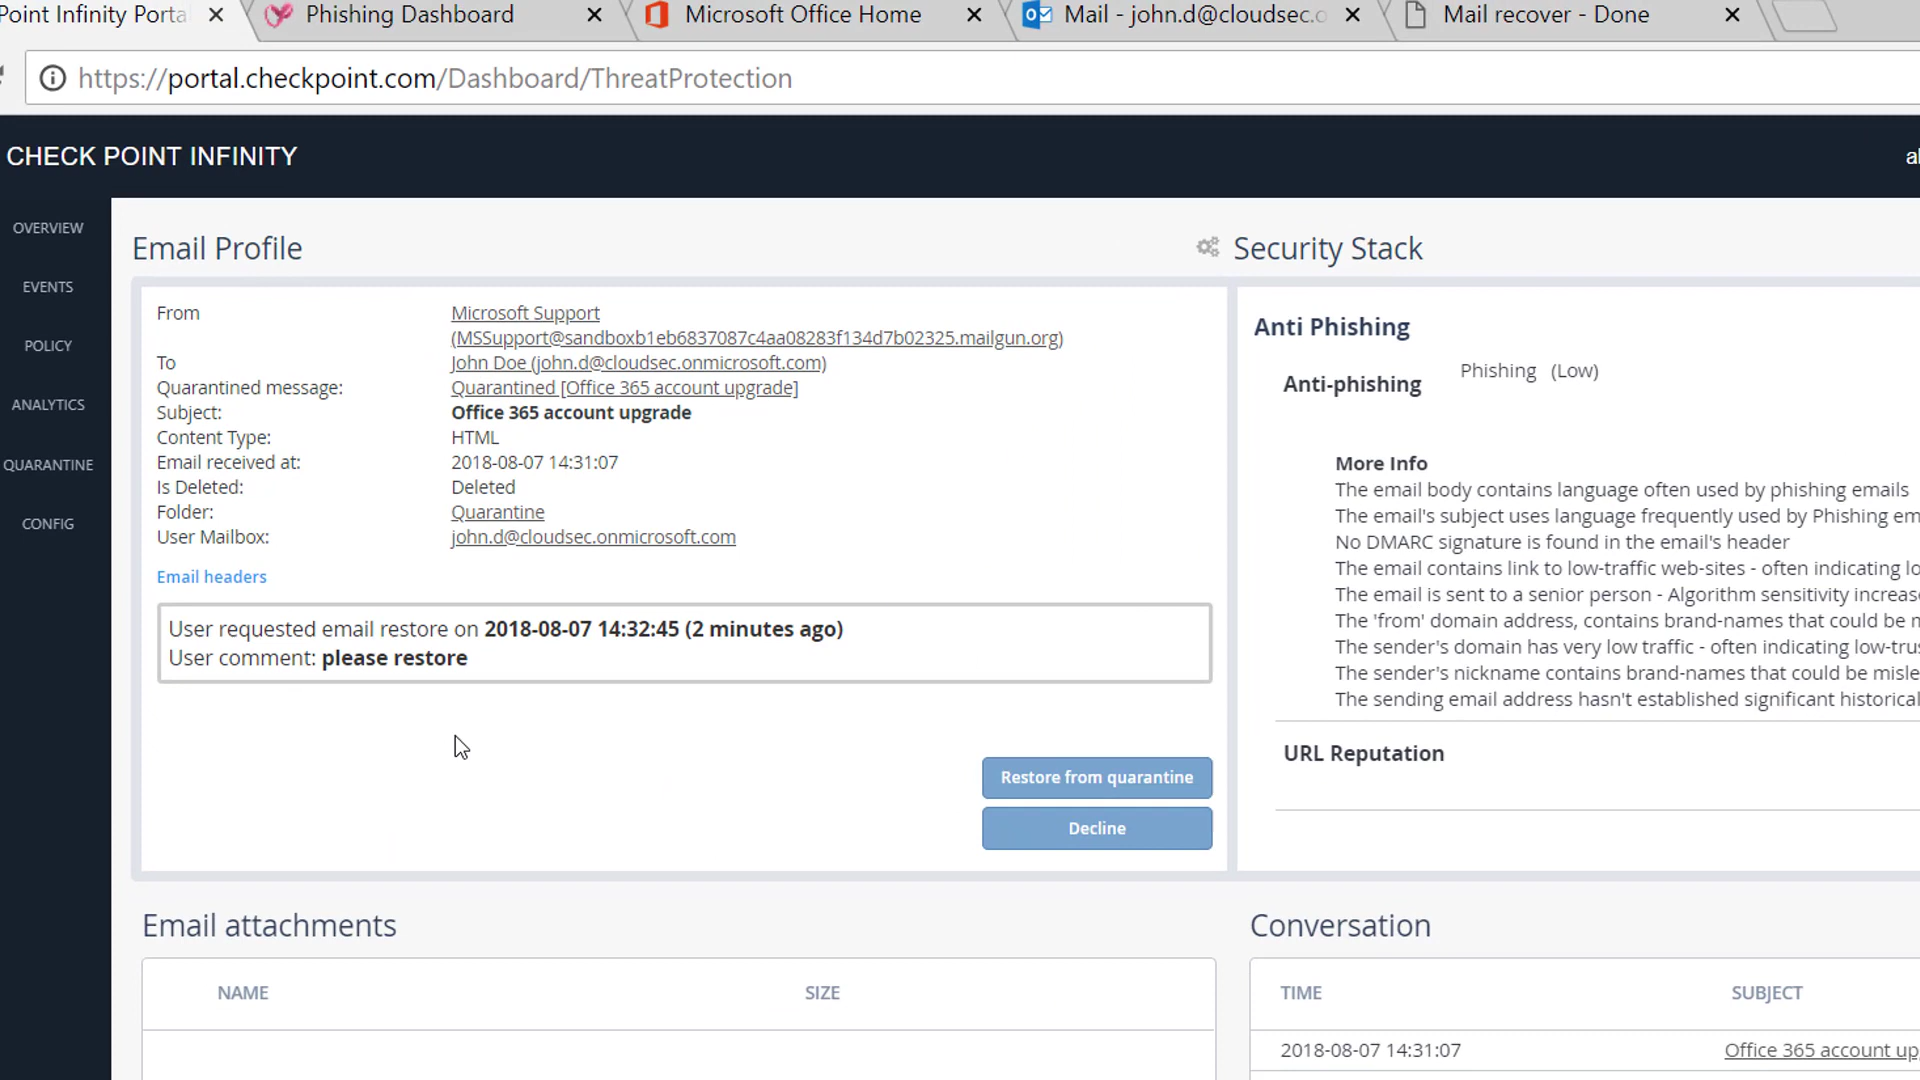 Point Infinity Porta
Phishing Dashboard
Microsoft Office Home
Mail - john.d@cloudsec.o
Mail recover - Done
https://portal.checkpoint.com/Dashboard/ThreatProtection
CHECK POINT INFINITY
OVERVIEW
EVENTS
POLICY
ANALYTICS
QUARANTINE
CONFIG
Email Profile
From Microsoft Support
(MSSupport@sandboxb1eb6837087c4aa08283f134d7b02325.mailgun.org)
To John Doe (john.d@cloudsec.onmicrosoft.com)
Quarantined message: Quarantined [Office 365 account upgrade]
Subject: Office 365 account upgrade
Content Type: HTML
Email received at: 2018-08-07 14:31:07
Is Deleted: Deleted
Folder: Quarantine
User Mailbox: john.d@cloudsec.onmicrosoft.com
Email headers
User requested email restore on 2018-08-07 14:32:45 (2 minutes ago)
User comment: please restore
Restore from quarantine
Decline
Security Stack
Anti Phishing
Anti-phishing Phishing (Low)
More Info
The email body contains language often used by phishing emails
The email's subject uses language frequently used by Phishing em
No DMARC signature is found in the email's header
The email contains link to low-traffic web-sites - often indicating lo
The email is sent to a senior person - Algorithm sensitivity increase
The 'from' domain address, contains brand-names that could be m
The sender's domain has very low traffic - often indicating low-trus
The sender's nickname contains brand-names that could be misle
The sending email address hasn't established significant historical
URL Reputation
Email attachments
NAME SIZE
Conversation
TIME SUBJECT
2018-08-07 14:31:07 Office 365 account up